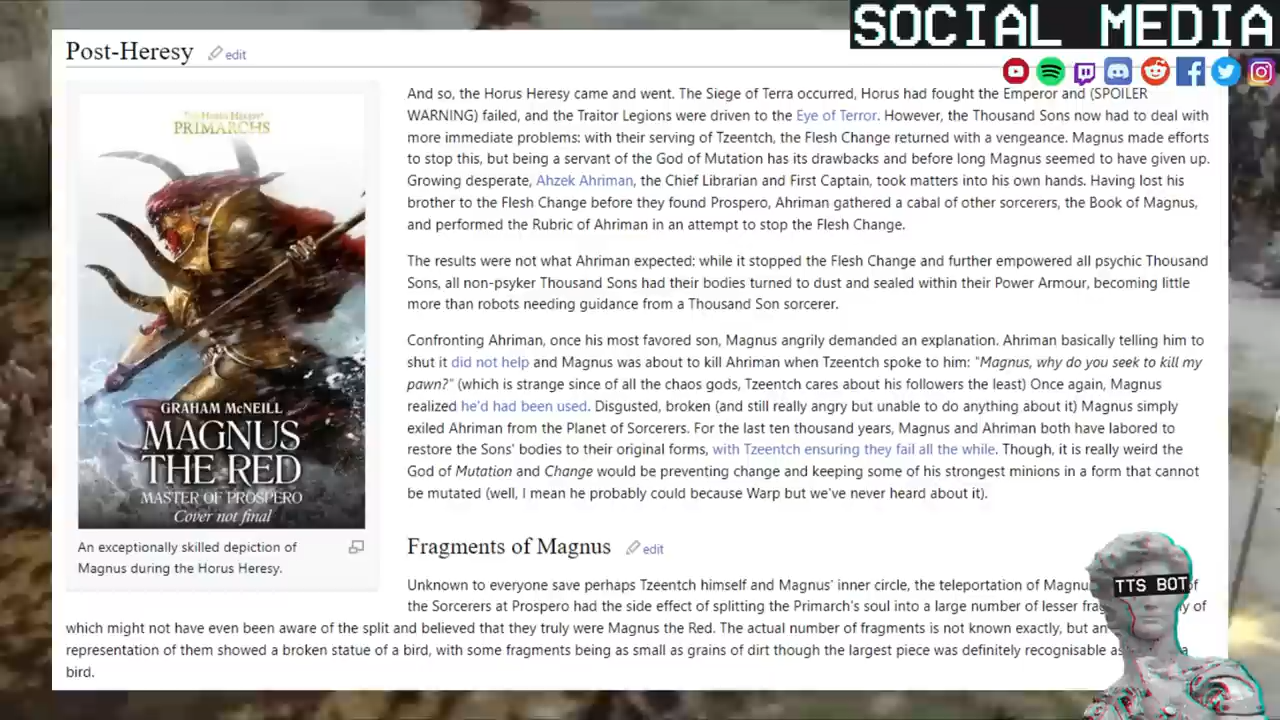 SOCIAL MEDIA
Post-Heresy edit
THE HORUS HERESY
PRIMARCHS
GRAHAM McNEILL
MAGNUS
THE RED
MASTER OF PROSPERO
Cover not final
An exceptionally skilled depiction of
Magnus during the Horus Heresy.
And so, the Horus Heresy came and went. The Siege of Terra occurred, Horus had fought the Emperor and (SPOILER
WARNING) failed, and the Traitor Legions were driven to the Eye of Terror. However, the Thousand Sons now had to deal with
more immediate problems: with their serving of Tzeentch, the Flesh Change returned with a vengeance. Magnus made efforts
to stop this, but being a servant of the God of Mutation has its drawbacks and before long Magnus seemed to have given up.
Growing desperate, Ahzek Ahriman, the Chief Librarian and First Captain, took matters into his own hands. Having lost his
brother to the Flesh Change before they found Prospero, Ahriman gathered a cabal of other sorcerers, the Book of Magnus,
and performed the Rubric of Ahriman in an attempt to stop the Flesh Change.
The results were not what Ahriman expected: while it stopped the Flesh Change and further empowered all psychic Thousand
Sons, all non-psyker Thousand Sons had their bodies turned to dust and sealed within their Power Armour, becoming little
more than robots needing guidance from a Thousand Son sorcerer.
Confronting Ahriman, once his most favored son, Magnus angrily demanded an explanation. Ahriman basically telling him to
shut it did not help and Magnus was about to kill Ahriman when Tzeentch spoke to him: "Magnus, why do you seek to kill my
pawn?" (which is strange since of all the chaos gods, Tzeentch cares about his followers the least) Once again, Magnus
realized he'd had been used. Disgusted, broken (and still really angry but unable to do anything about it) Magnus simply
exiled Ahriman from the Planet of Sorcerers. For the last ten thousand years, Magnus and Ahriman both have labored to
restore the Sons' bodies to their original forms, with Tzeentch ensuring they fail all the while. Though, it is really weird the
God of Mutation and Change would be preventing change and keeping some of his strongest minions in a form that cannot
be mutated (well, I mean he probably could because Warp but we've never heard about it).
Fragments of Magnus edit
Unknown to everyone save perhaps Tzeentch himself and Magnus' inner circle, the teleportation of Magnu of
the Sorcerers at Prospero had the side effect of splitting the Primarch's soul into a large number of lesser frag y of
which might not have even been aware of the split and believed that they truly were Magnus the Red. The actual number of fragments is not known exactly, but an
representation of them showed a broken statue of a bird, with some fragments being as small as grains of dirt though the largest piece was definitely recognisable as a
bird.
TTS BOT